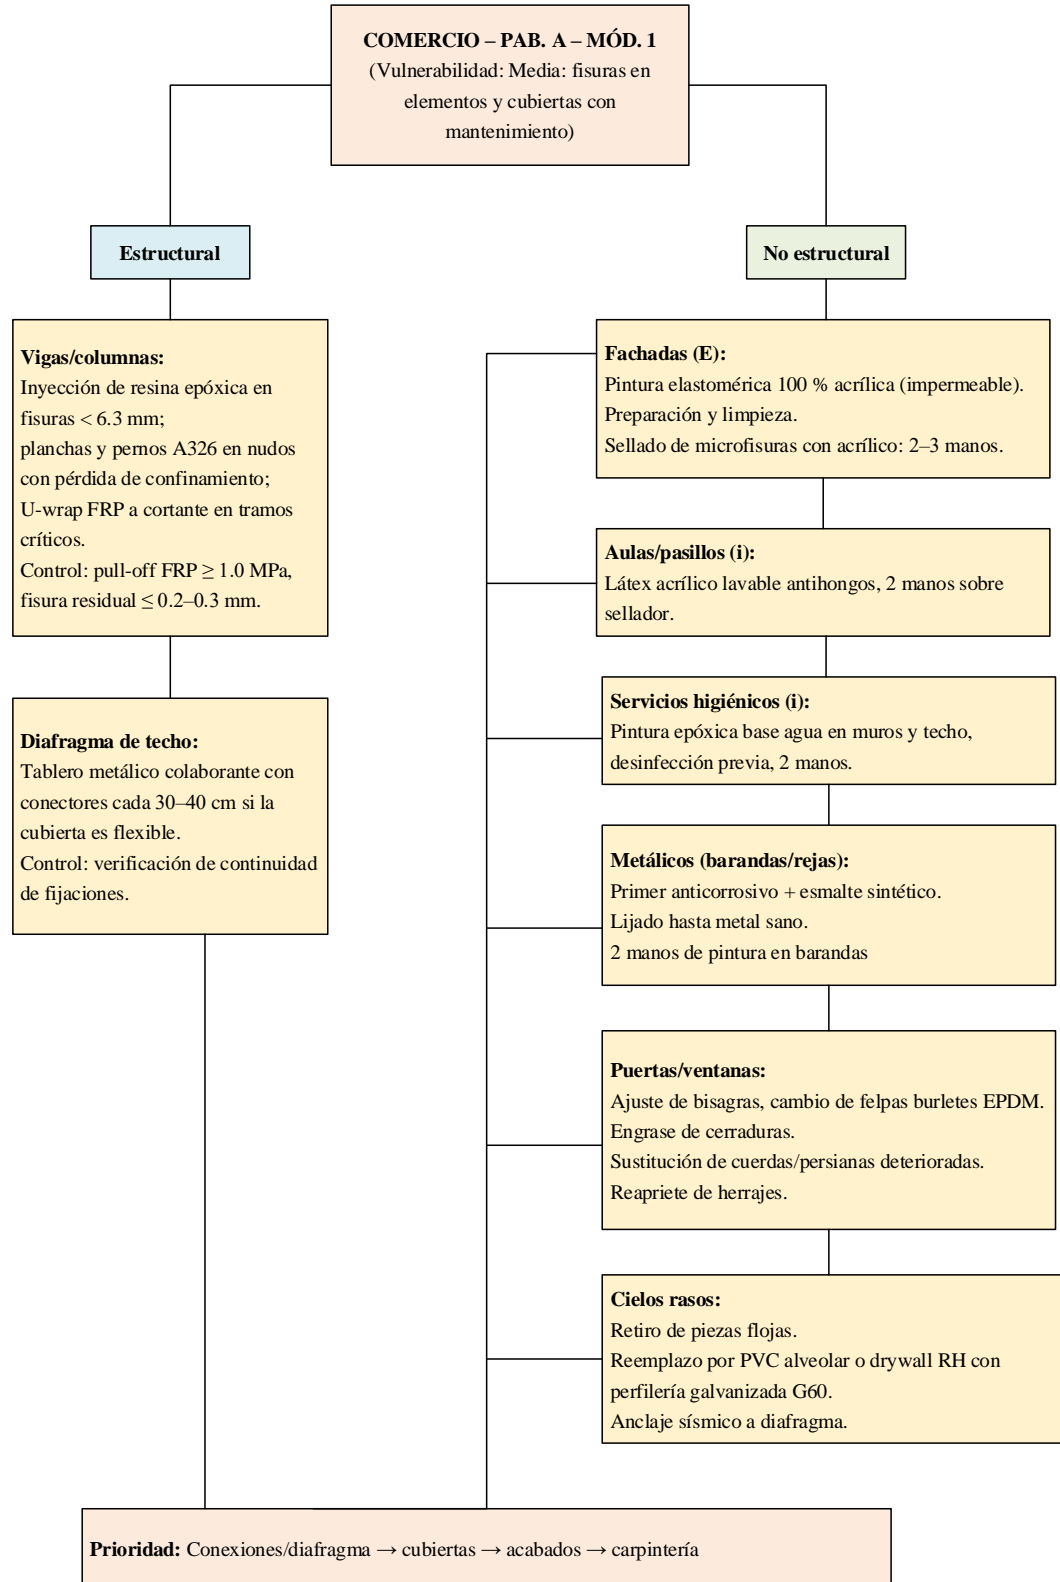 COMERCIO – PAB. A – MÓD. 1
(Vulnerabilidad: Media: fisuras en
elementos y cubiertas con
mantenimiento)
Estructural
No estructural
Vigas/columnas:
Inyección de resina epóxica en
fisuras < 6.3 mm;
planchas y pernos A326 en nudos
con pérdida de confinamiento;
U-wrap FRP a cortante en tramos
críticos.
Control: pull-off FRP ≥ 1.0 MPa,
fisura residual ≤ 0.2–0.3 mm.
Diafragma de techo:
Tablero metálico colaborante con
conectores cada 30–40 cm si la
cubierta es flexible.
Control: verificación de continuidad
de fijaciones.
Fachadas (E):
Pintura elastomérica 100 % acrílica (impermeable).
Preparación y limpieza.
Sellado de microfisuras con acrílico: 2–3 manos.
Aulas/pasillos (i):
Látex acrílico lavable antihongos, 2 manos sobre
sellador.
Servicios higiénicos (i):
Pintura epóxica base agua en muros y techo,
desinfección previa, 2 manos.
Metálicos (barandas/rejas):
Primer anticorrosivo + esmalte sintético.
Lijado hasta metal sano.
2 manos de pintura en barandas
Puertas/ventanas:
Ajuste de bisagras, cambio de felpas burletes EPDM.
Engrase de cerraduras.
Sustitución de cuerdas/persianas deterioradas.
Reapriete de herrajes.
Cielos rasos:
Retiro de piezas flojas.
Reemplazo por PVC alveolar o drywall RH con
perfilería galvanizada G60.
Anclaje sísmico a diafragma.
Prioridad: Conexiones/diafragma → cubiertas → acabados → carpintería